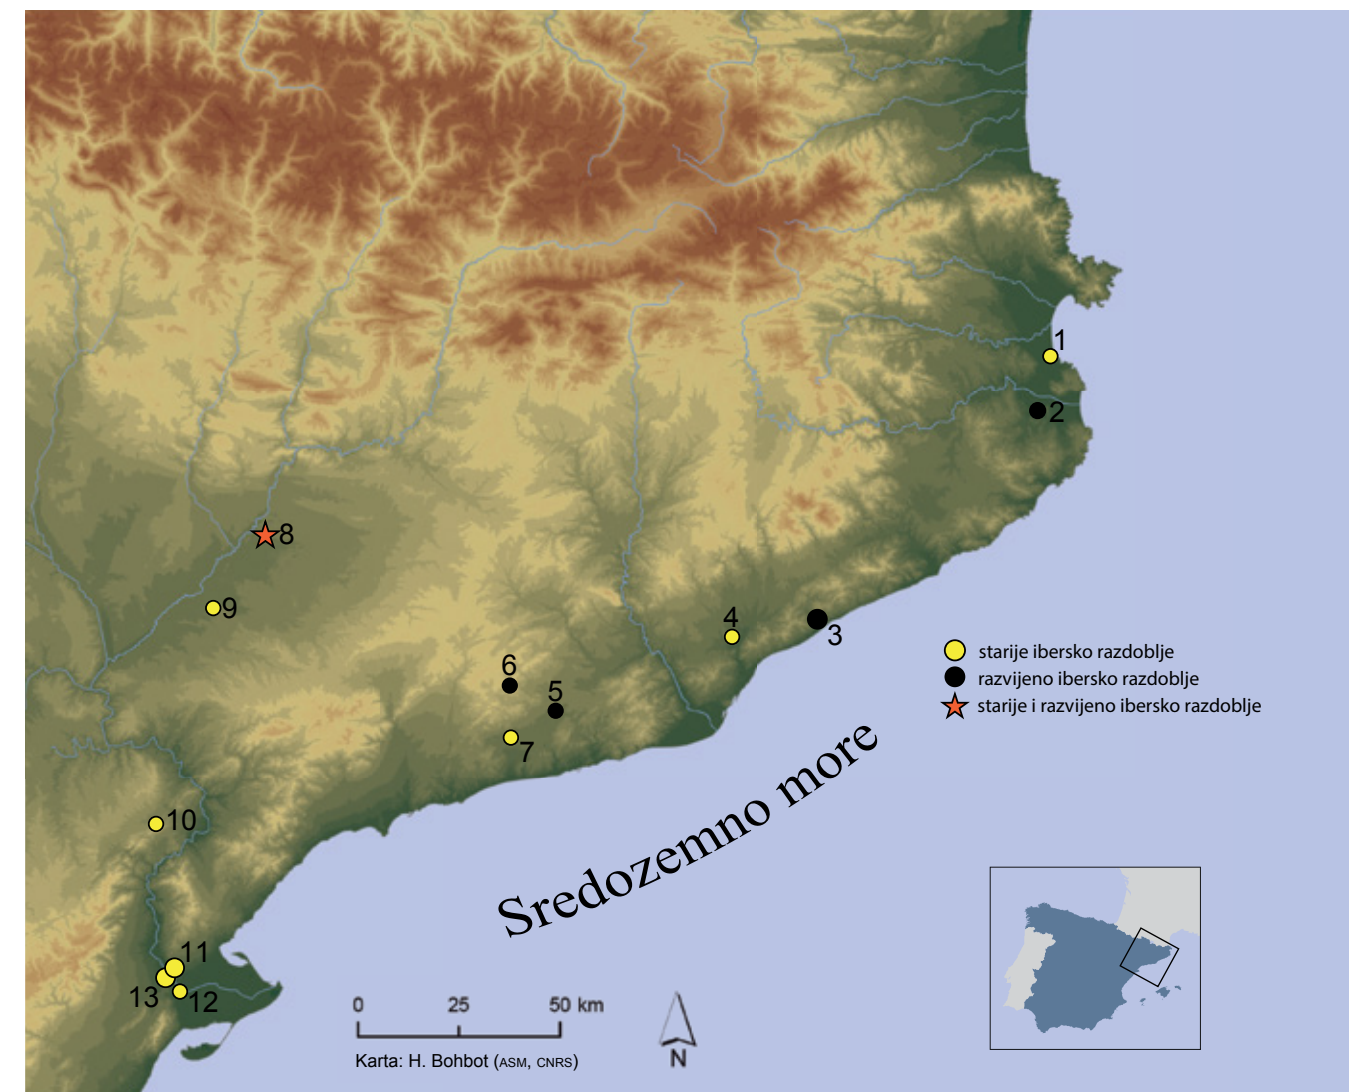 1
2
8
9
4
3
6
5
7
starije ibersko razdoblje
razvijeno ibersko razdoblje
starije i razvijeno ibersko razdoblje
Sredozemno more
10
11
13
12
0 25 50 km
N
Karta: H. Bohbot (ASM, CNRS)